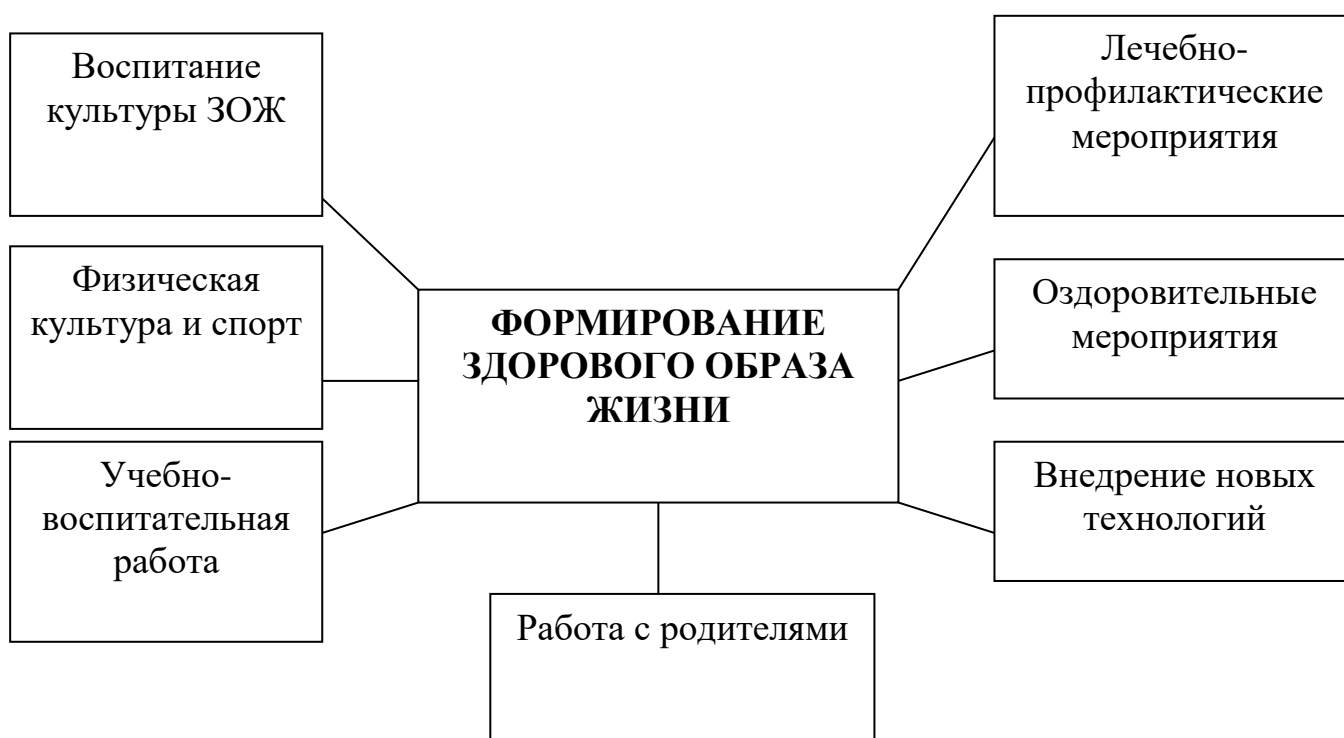 Воспитание
культуры ЗОЖ
Физическая
культура и спорт
Учебно-
воспитательная
работа
ФОРМИРОВАНИЕ
ЗДОРОВОГО ОБРАЗА
ЖИЗНИ
Работа с родителями
Лечебно-
профилактические
мероприятия
Оздоровительные
мероприятия
Внедрение новых
технологий